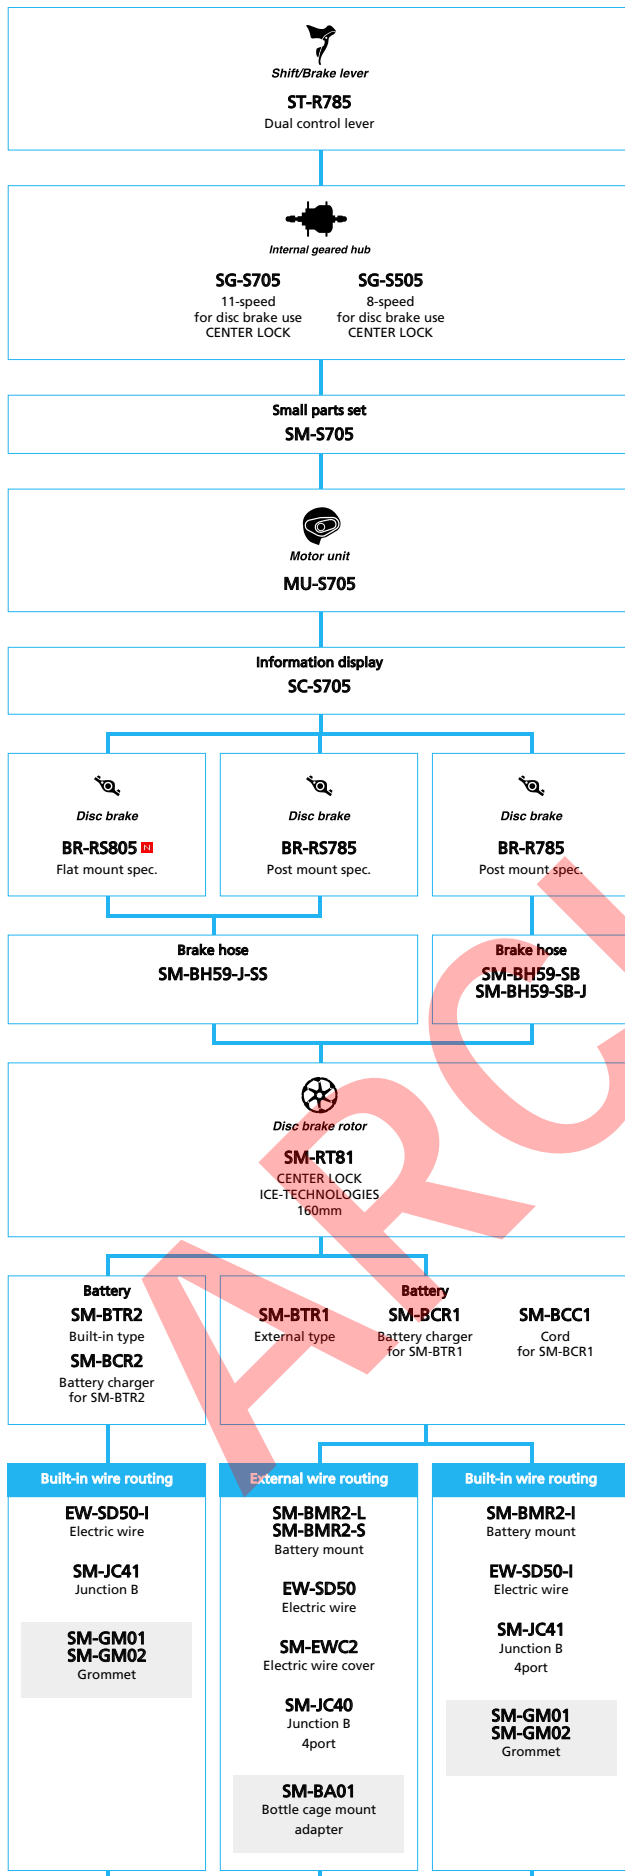 Shift/Brake lever
ST-R785
Dual control lever
Internal geared hub
SG-S705
11-speed
for disc brake use
CENTER LOCK
SG-S505
8-speed
for disc brake use
CENTER LOCK
Small parts set
SM-S705
Motor unit
MU-S705
Information display
SC-S705
Disc brake
BR-RS805 N
Flat mount spec.
Disc brake
BR-RS785
Post mount spec.
Disc brake
BR-R785
Post mount spec.
Brake hose
SM-BH59-J-SS
Brake hose
SM-BH59-SB
SM-BH59-SB-J
Disc brake rotor
SM-RT81
CENTER LOCK
ICE-TECHNOLOGIES
160mm
Battery
SM-BTR2
Built-in type
SM-BCR2
Battery charger
for SM-BTR2
Battery
SM-BTR1
External type
SM-BCR1
Battery charger
for SM-BTR1
SM-BCC1
Cord
for SM-BCR1
Built-in wire routing
EW-SD50-I
Electric wire
SM-JC41
Junction B
SM-GM01
SM-GM02
Grommet
External wire routing
SM-BMR2-L
SM-BMR2-S
Battery mount
EW-SD50
Electric wire
SM-EWC2
Electric wire cover
SM-JC40
Junction B
4port
SM-BA01
Bottle cage mount
adapter
Built-in wire routing
SM-BMR2-I
Battery mount
EW-SD50-I
Electric wire
SM-JC41
Junction B
4port
SM-GM01
SM-GM02
Grommet